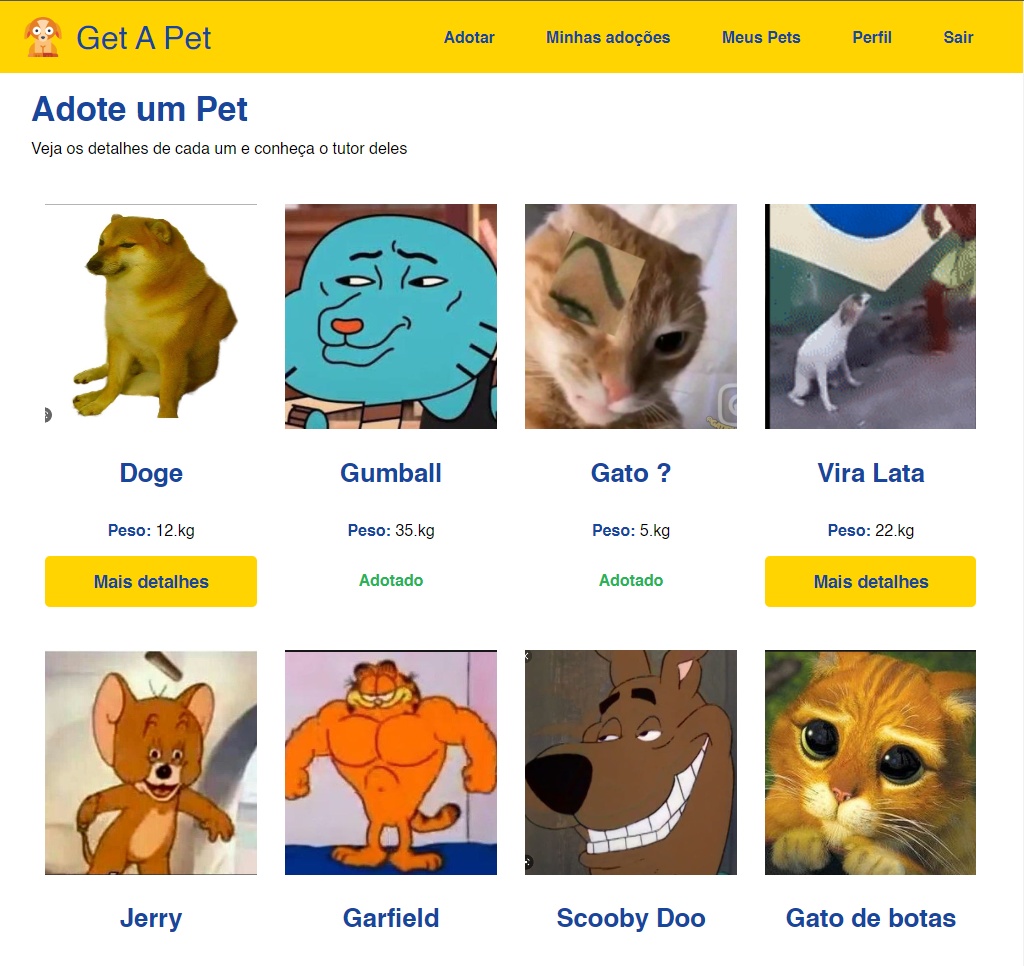 Get A Pet
Adotar Minhas adoções Meus Pets Perfil Sair
Adote um Pet
Veja os detalhes de cada um e conheça o tutor deles
Doge Gumball Gato ? Vira Lata
Peso: 12.kg Peso: 35.kg Peso: 5.kg Peso: 22.kg
Mais detalhes Adotado Adotado Mais detalhes
Jerry Garfield Scooby Doo Gato de botas